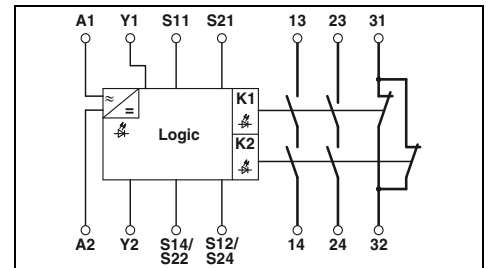 A1 Y1 S11 S21 13 23 31
≈
=
K1
Logic
K2
A2 Y2 S14/ S12/ 14 24 32
S22 S24